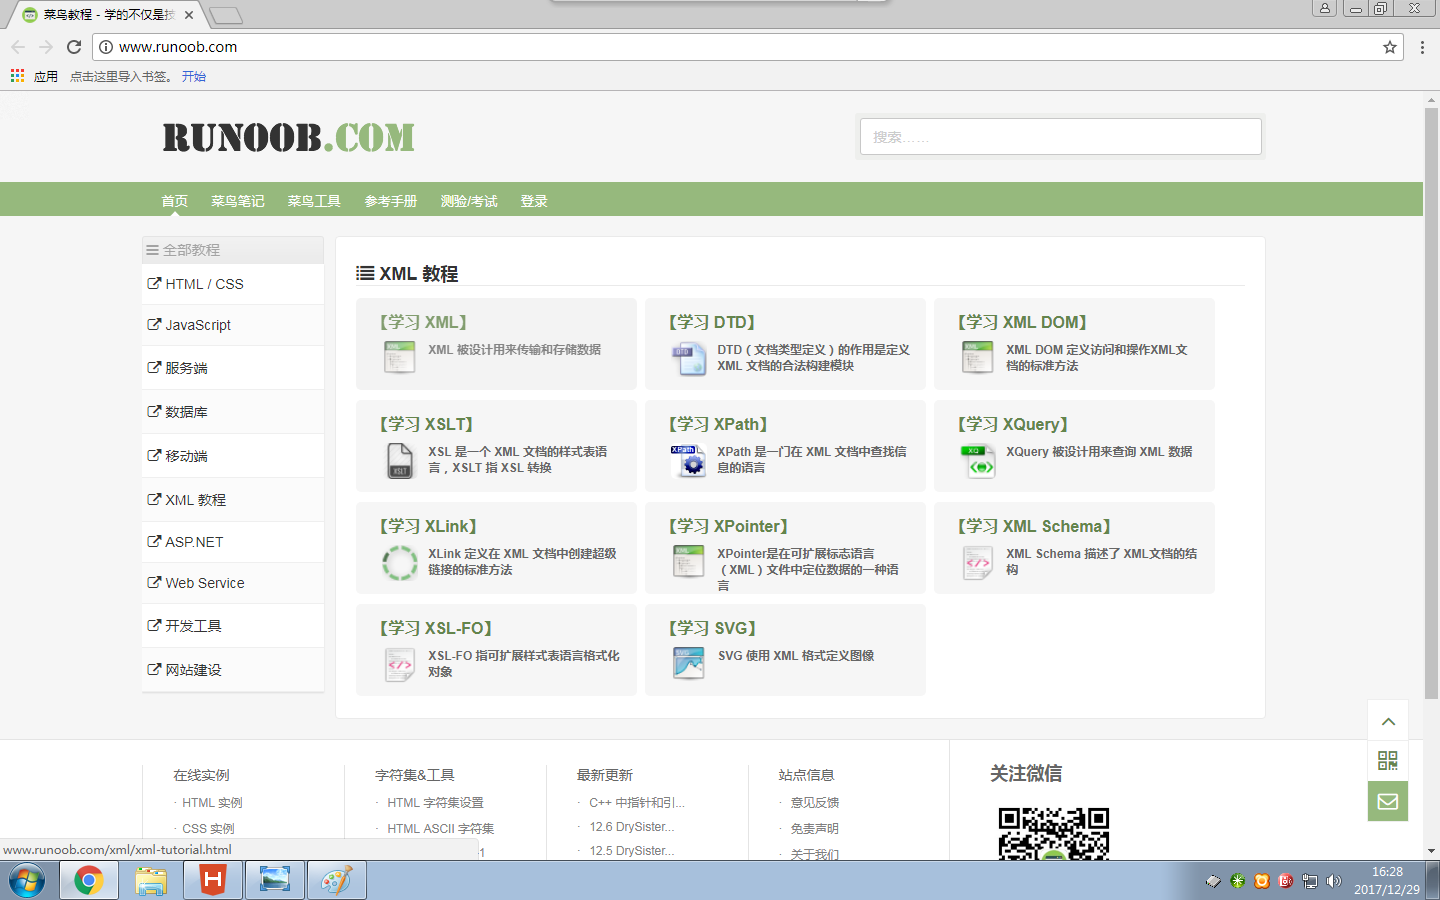 菜鸟教程 - 学的不仅是技
www.runoob.com
应用 点击这里导入书签。 开始
RUNOOB.COM
搜索......
首页 菜鸟笔记 菜鸟工具 参考手册 测验/考试 登录
全部教程
HTML / CSS
JavaScript
服务端
数据库
移动端
XML 教程
ASP.NET
Web Service
开发工具
网站建设
XML 教程
【学习 XML】
XML 被设计用来传输和存储数据
【学习 DTD】
DTD
DTD（文档类型定义）的作用是定义
XML 文档的合法构建模块
【学习 XML DOM】
XML DOM 定义访问和操作XML文
档的标准方法
【学习 XSLT】
XSLT
XSL 是一个 XML 文档的样式表语
言，XSLT 指 XSL 转换
【学习 XPath】
XPath
XPath 是一门在 XML 文档中查找信
息的语言
【学习 XQuery】
XQ
XQuery 被设计用来查询 XML 数据
【学习 XLink】
XLink 定义在 XML 文档中创建超级
链接的标准方法
【学习 XPointer】
XPointer是在可扩展标志语言
（XML）文件中定位数据的一种语
言
【学习 XML Schema】
XML Schema 描述了 XML文档的结
构
【学习 XSL-FO】
XSL-FO 指可扩展样式表语言格式化
对象
【学习 SVG】
SVG
SVG 使用 XML 格式定义图像
在线实例
· HTML 实例
· CSS 实例
字符集&工具
· HTML 字符集设置
· HTML ASCII 字符集
1
最新更新
· C++ 中指针和引...
· 12.6 DrySister...
· 12.5 DrySister...
站点信息
· 意见反馈
· 免责声明
· 关于我们
关注微信
www.runoob.com/xml/xml-tutorial.html
16:28
2017/12/29